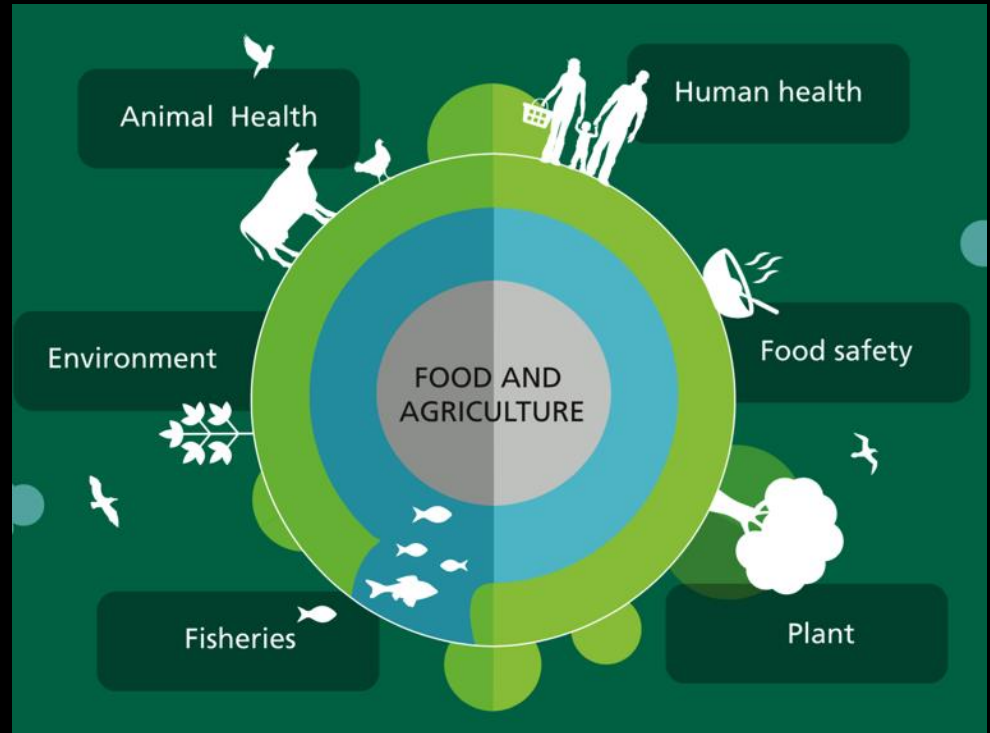 Animal  Health
Human health
Environment
FOOD AND
AGRICULTURE
Food safety
Fisheries
Plant